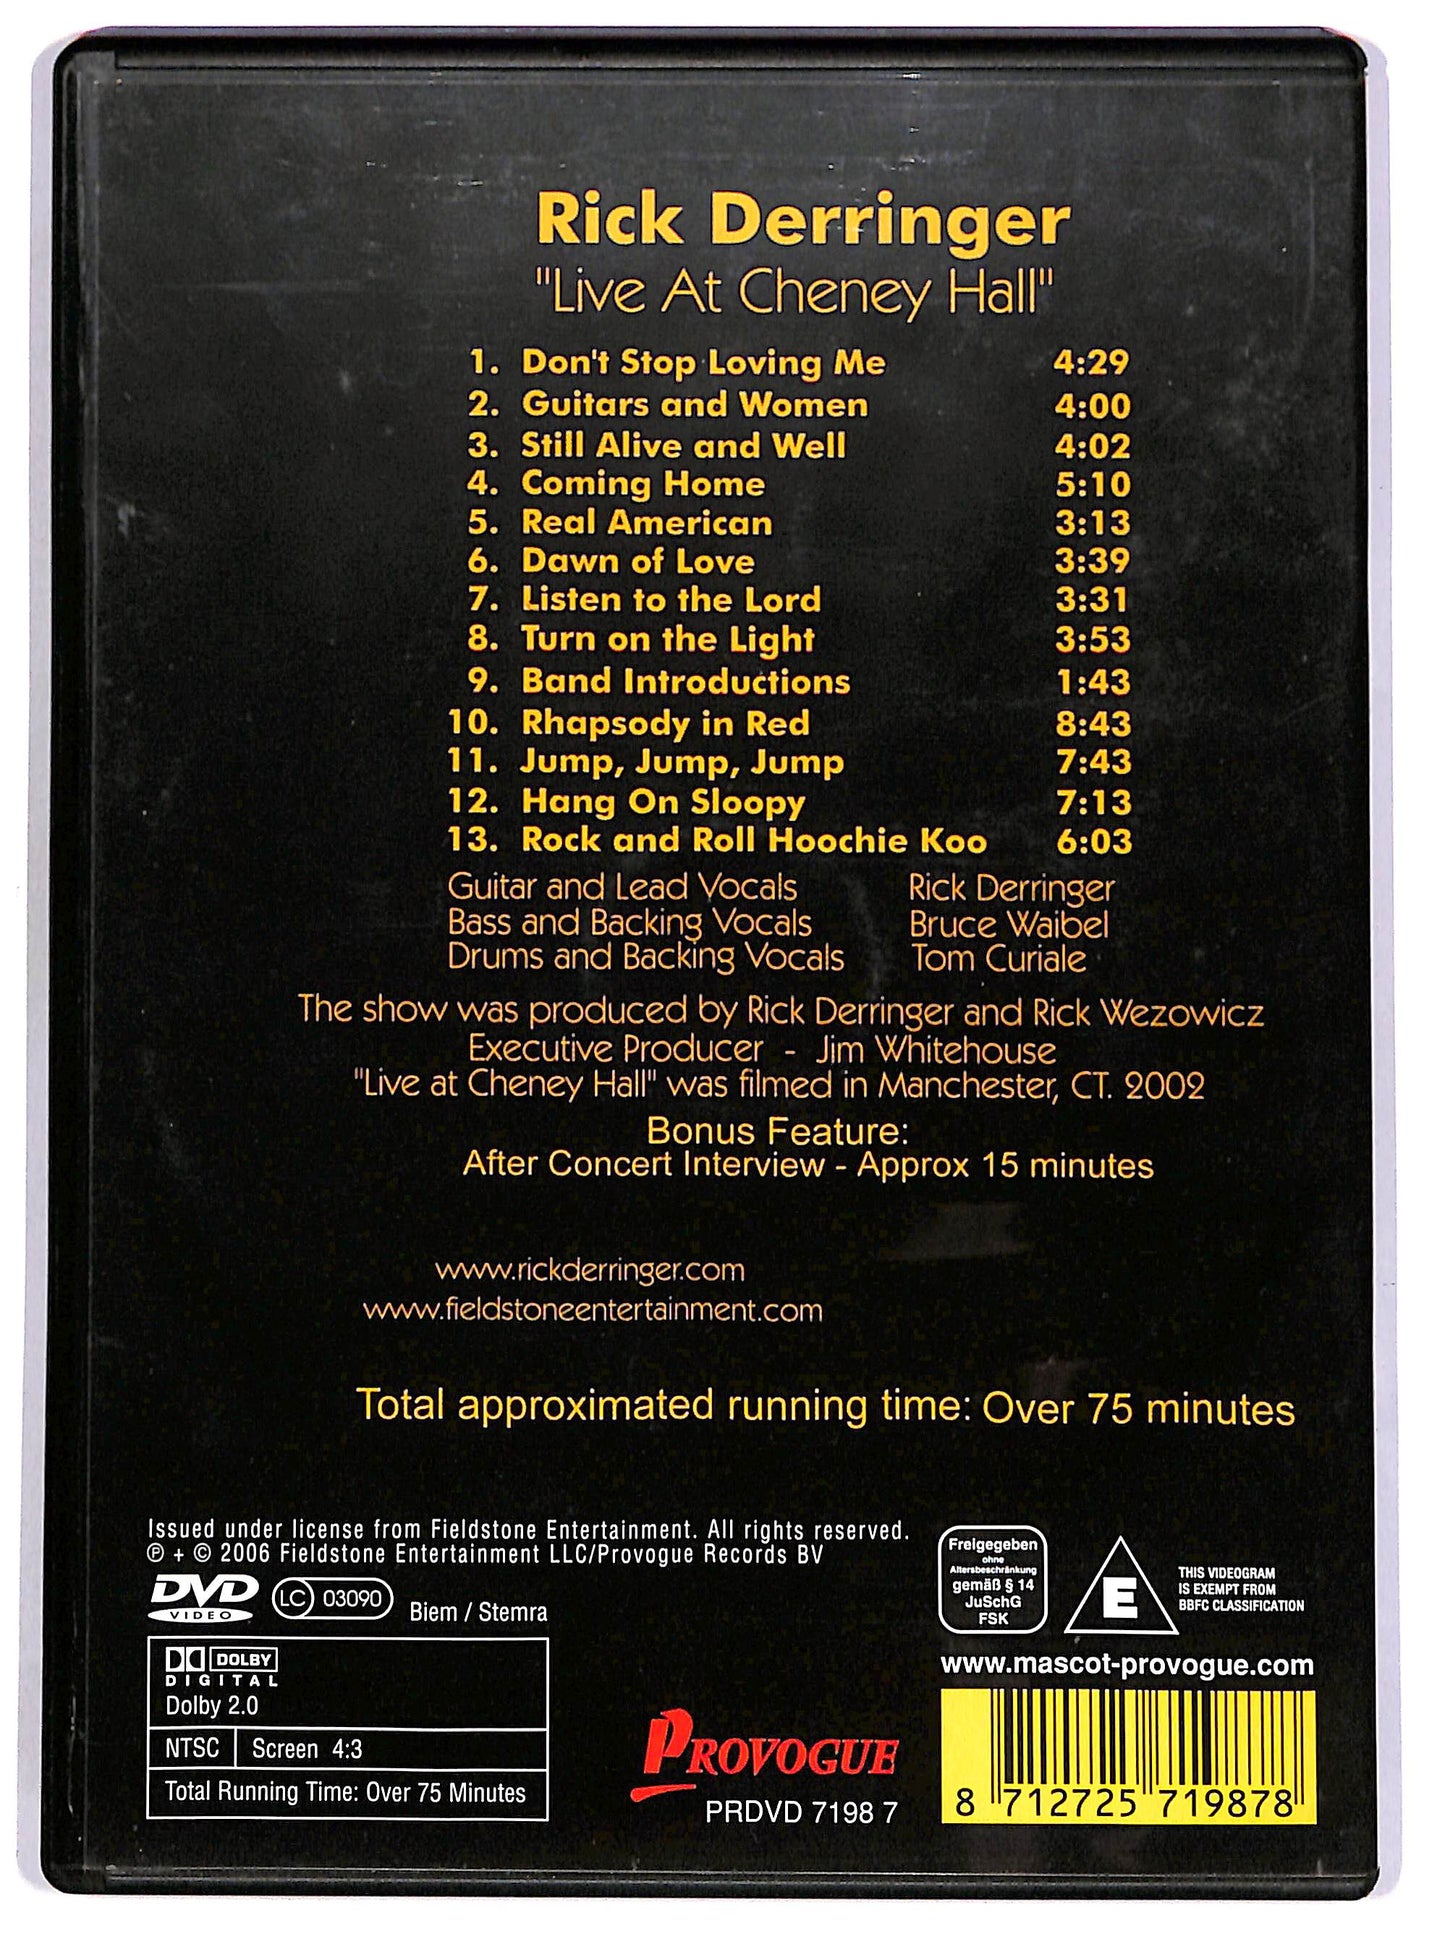 Rick Derringer
"Live At Cheney Hall"
1. Don't Stop Loving Me 4:29
2. Guitars and Women 4:00
3. Still Alive and Well 4:02
4. Coming Home 5:10
5. Real American 3:13
6. Dawn of Love 3:39
7. Listen to the Lord 3:31
8. Turn on the Light 3:53
9. Band Introductions 1:43
10. Rhapsody in Red 8:43
11. Jump, Jump, Jump 7:43
12. Hang On Sloopy 7:13
13. Rock and Roll Hoochie Koo 6:03
Guitar and Lead Vocals Rick Derringer
Bass and Backing Vocals Bruce Waibel
Drums and Backing Vocals Tom Curiale
The show was produced by Rick Derringer and Rick Wezowicz
Executive Producer - Jim Whitehouse
"Live at Cheney Hall" was filmed in Manchester, CT. 2002
Bonus Feature:
After Concert Interview - Approx 15 minutes
www.rickderringer.com
www.fieldstoneentertainment.com
Total approximated running time: Over 75 minutes
Issued under license from Fieldstone Entertainment. All rights reserved.
℗ + © 2006 Fieldstone Entertainment LLC/Provogue Records BV
DVD
VIDEO
LC 03090
Biem / Stemra
DOLBY
DIGITAL
Dolby 2.0
NTSC Screen 4:3
Total Running Time: Over 75 Minutes
PROVOGUE
PRDVD 7198 7
Freigegeben
ohne
Altersbeschränkung
gemäß § 14
JuSchG
FSK
E
THIS VIDEOGRAM
IS EXEMPT FROM
BBFC CLASSIFICATION
www.mascot-provogue.com
8 712725 719878